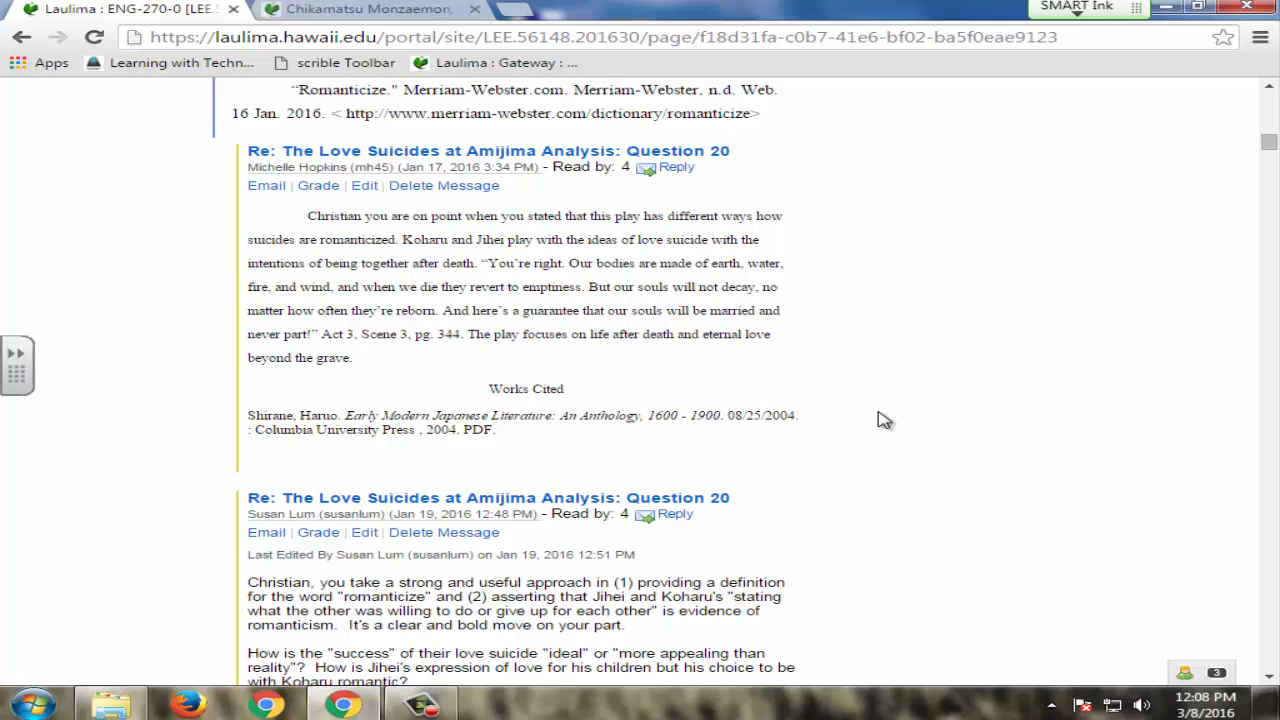 Laulima : ENG-270-0 [LEE.
Chikamatsu Monzaemon,
SMART Ink
https://laulima.hawaii.edu/portal/site/LEE.56148.201630/page/f18d31fa-c0b7-41e6-bf02-ba5f0eae9123
Apps Learning with Techn... scrible Toolbar Laulima : Gateway : ...
“Romanticize." Merriam-Webster.com. Merriam-Webster, n.d. Web.
16 Jan. 2016. < http://www.merriam-webster.com/dictionary/romanticize>
Re: The Love Suicides at Amijima Analysis: Question 20
Michelle Hopkins (mh45) (Jan 17, 2016 3:34 PM) - Read by: 4 Reply
Email | Grade | Edit | Delete Message
Christian you are on point when you stated that this play has different ways how
suicides are romanticized. Koharu and Jihei play with the ideas of love suicide with the
intentions of being together after death. “You’re right. Our bodies are made of earth, water,
fire, and wind, and when we die they revert to emptiness. But our souls will not decay, no
matter how often they’re reborn. And here’s a guarantee that our souls will be married and
never part!” Act 3, Scene 3, pg. 344. The play focuses on life after death and eternal love
beyond the grave.
Works Cited
Shirane, Haruo. Early Modern Japanese Literature: An Anthology, 1600 - 1900. 08/25/2004.
: Columbia University Press , 2004. PDF.
Re: The Love Suicides at Amijima Analysis: Question 20
Susan Lum (susanlum) (Jan 19, 2016 12:48 PM) - Read by: 4 Reply
Email | Grade | Edit | Delete Message
Last Edited By Susan Lum (susanlum) on Jan 19, 2016 12:51 PM
Christian, you take a strong and useful approach in (1) providing a definition
for the word "romanticize" and (2) asserting that Jihei and Koharu's "stating
what the other was willing to do or give up for each other" is evidence of
romanticism. It's a clear and bold move on your part.
How is the "success" of their love suicide "ideal" or "more appealing than
reality"? How is Jihei's expression of love for his children but his choice to be
with Koharu romantic?
3
12:08 PM
3/8/2016